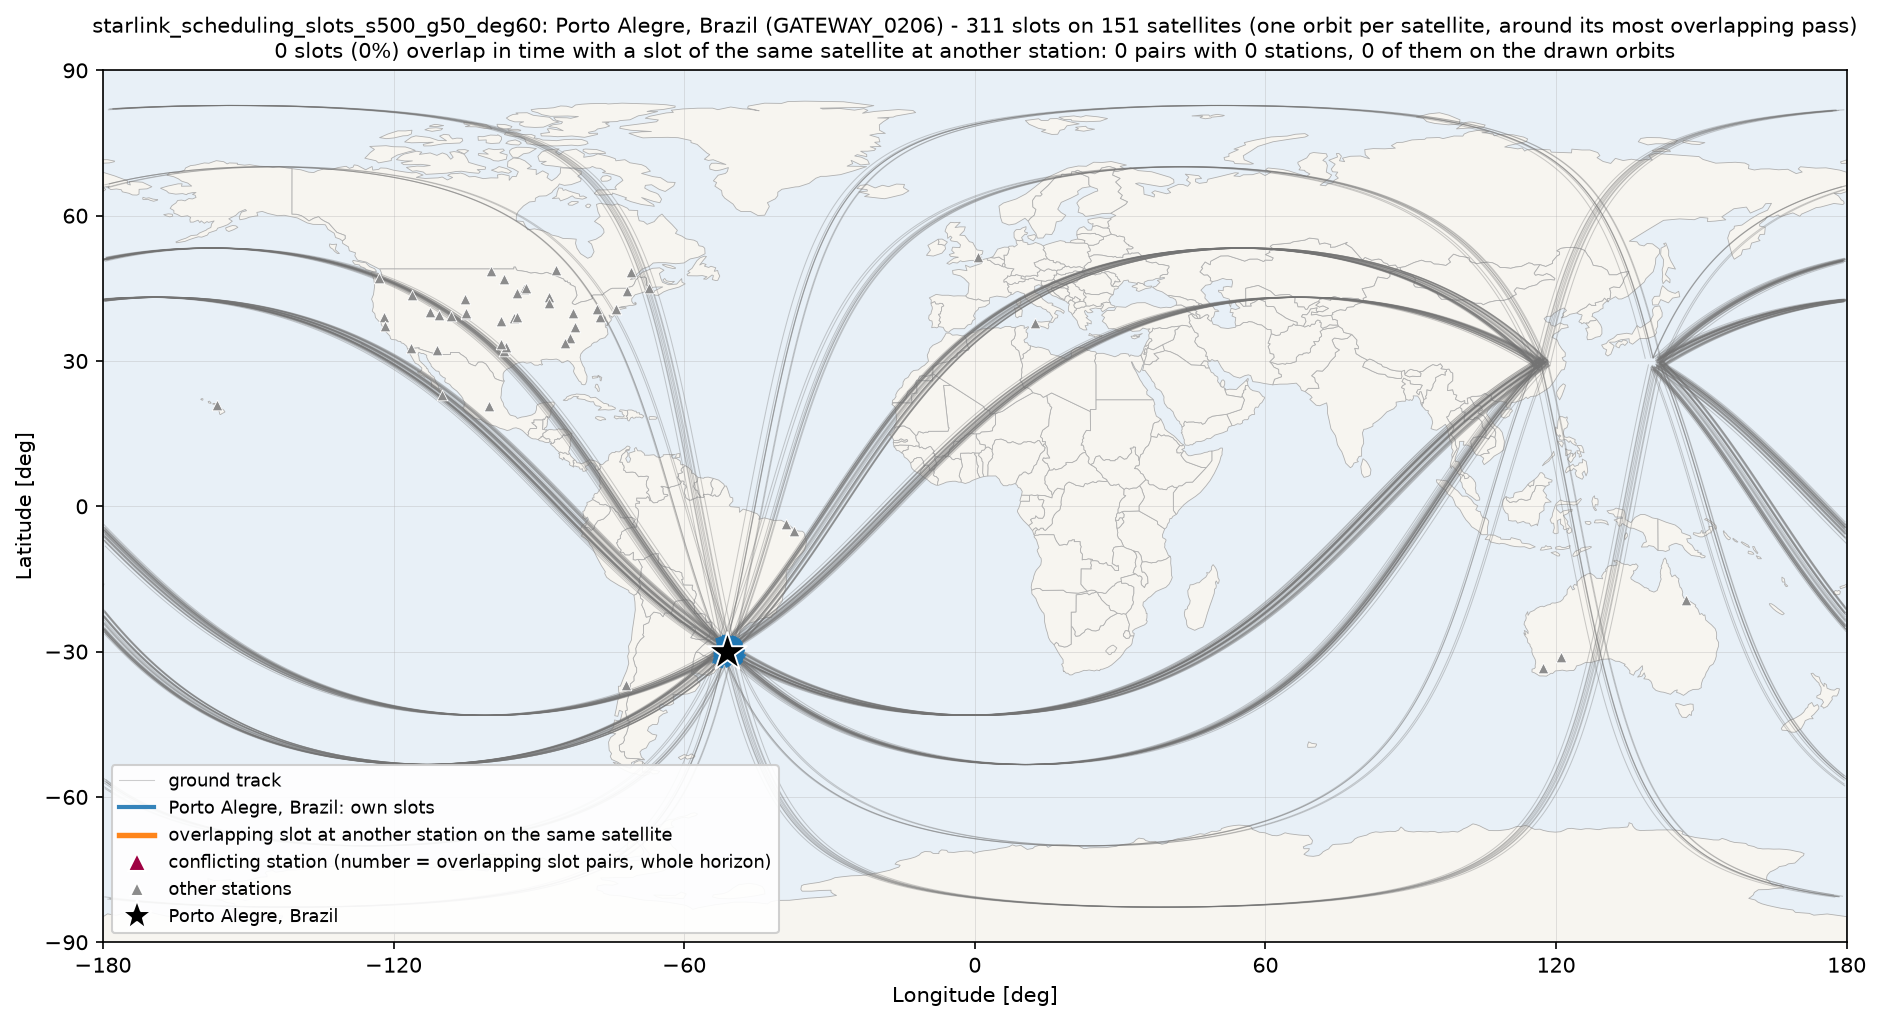 starlink_scheduling_slots_s500_g50_deg60: Porto Alegre, Brazil (GATEWAY_0206) - 311 slots on 151 satellites (one orbit per satellite, around its most overlapping pass)
0 slots (0%) overlap in time with a slot of the same satellite at another station: 0 pairs with 0 stations, 0 of them on the drawn orbits
90
60
30
0
−30
−60
−90
Latitude [deg]
ground track
Porto Alegre, Brazil: own slots
overlapping slot at another station on the same satellite
conflicting station (number = overlapping slot pairs, whole horizon)
other stations
Porto Alegre, Brazil
−180
−120
−60
0
60
120
180
Longitude [deg]